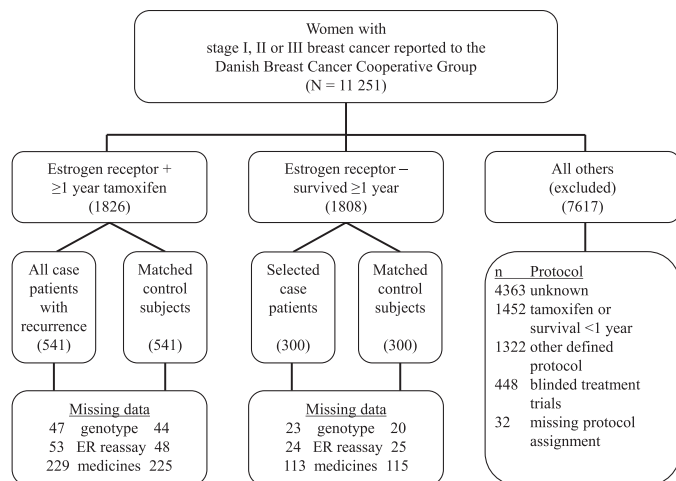 Women with
stage I, II or III breast cancer reported to the
Danish Breast Cancer Cooperative Group
(N = 11 251)
Estrogen receptor +
≥1 year tamoxifen
(1826)
Estrogen receptor –
survived ≥1 year
(1808)
All others
(excluded)
(7617)
All case
patients
with
recurrence
(541)
Matched
control
subjects
(541)
Selected
case
patients
(300)
Matched
control
subjects
(300)
n Protocol
4363 unknown
1452 tamoxifen or
survival <1 year
1322 other defined
protocol
448 blinded treatment
trials
32 missing protocol
assignment
Missing data
47 genotype 44
53 ER reassay 48
229 medicines 225
Missing data
23 genotype 20
24 ER reassay 25
113 medicines 115